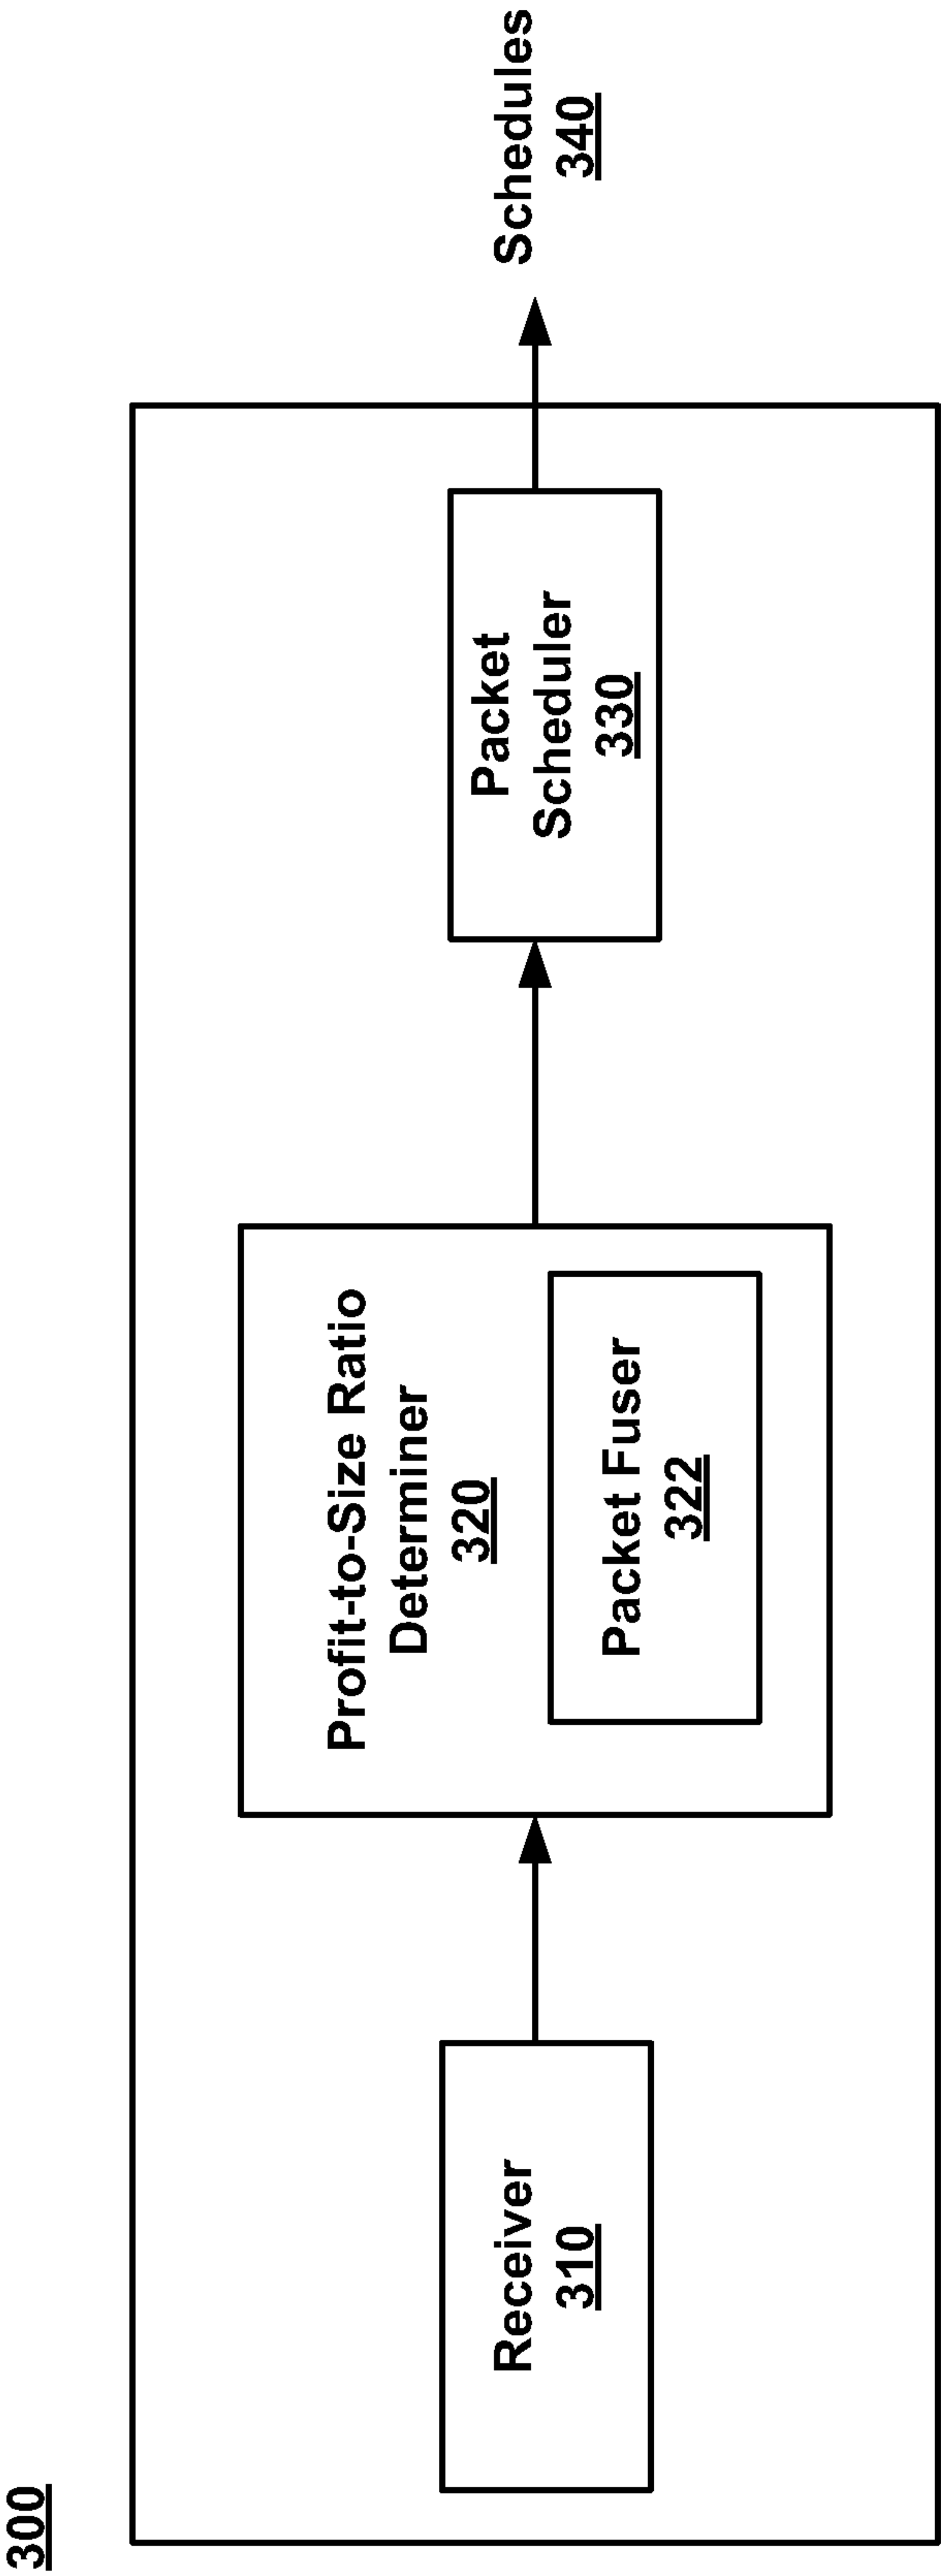 300
Receiver
310
Profit-to-Size Ratio
Determiner
320
Packet Fuser
322
Packet
Scheduler
330
Schedules
340